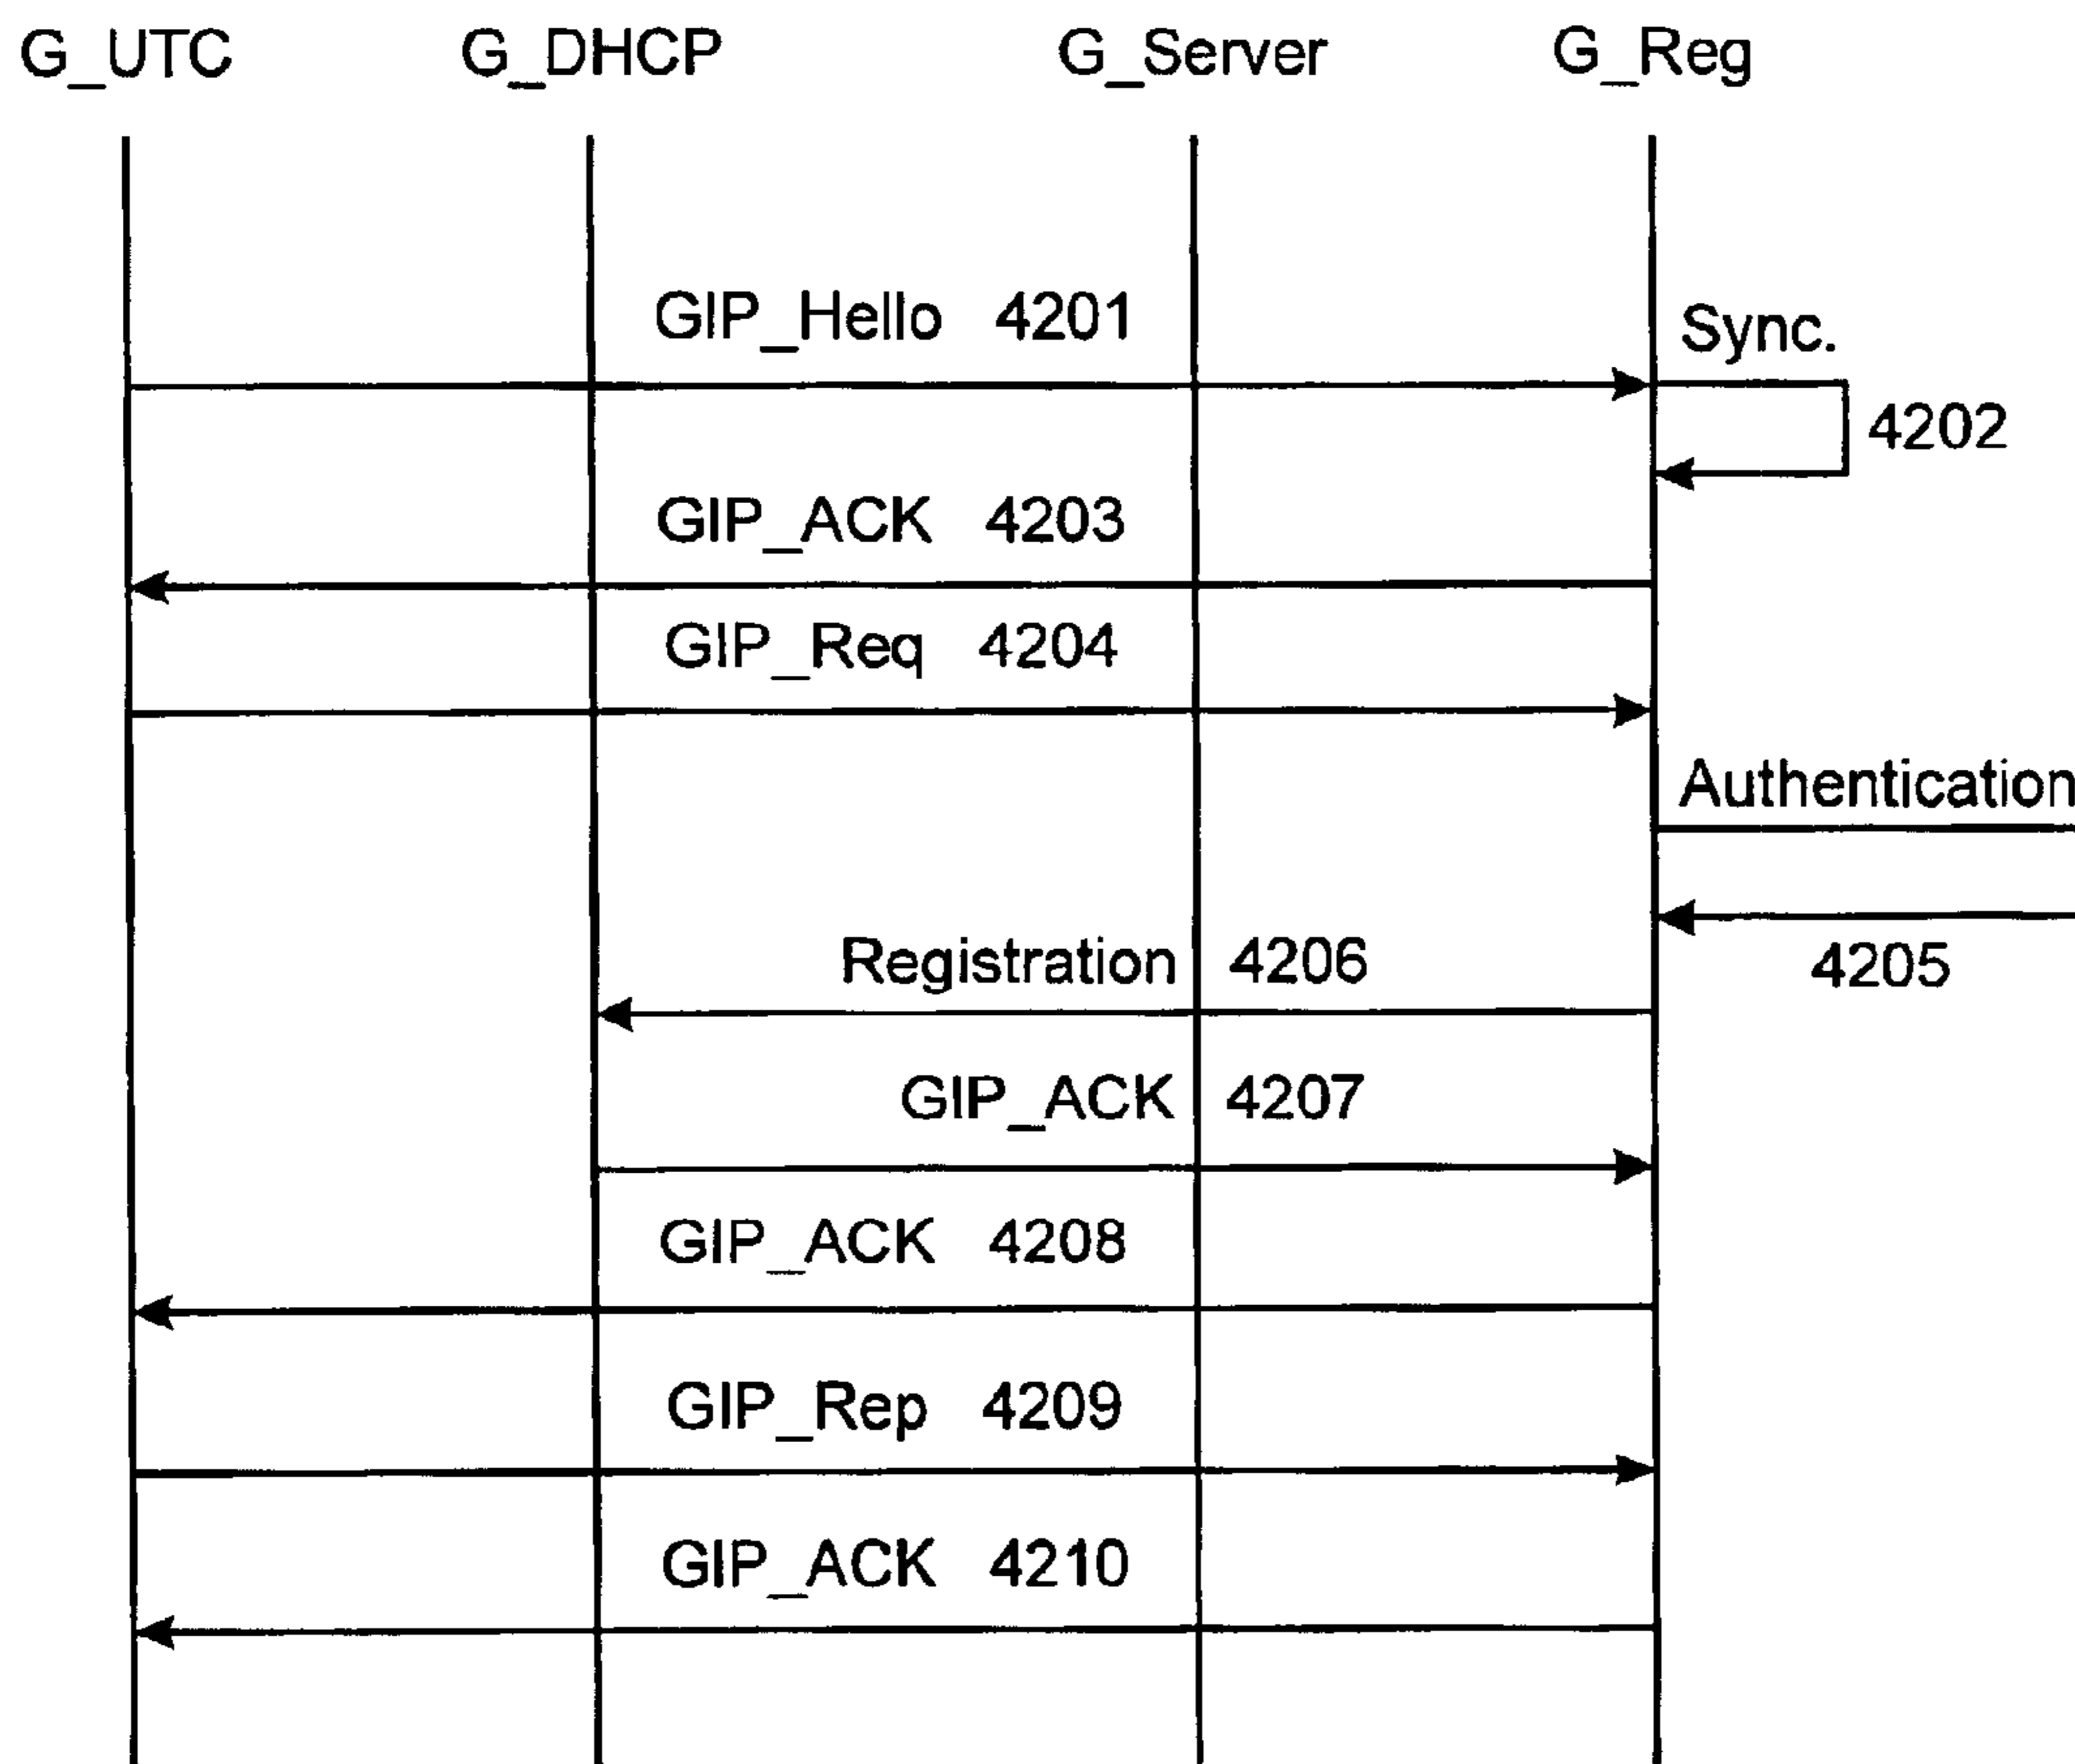 G_UTC G_DHCP G_Server G_Reg
GIP_Hello 4201
Sync.
4202
GIP_ACK 4203
GIP_Req 4204
Authentication
4205
Registration 4206
GIP_ACK 4207
GIP_ACK 4208
GIP_Rep 4209
GIP_ACK 4210